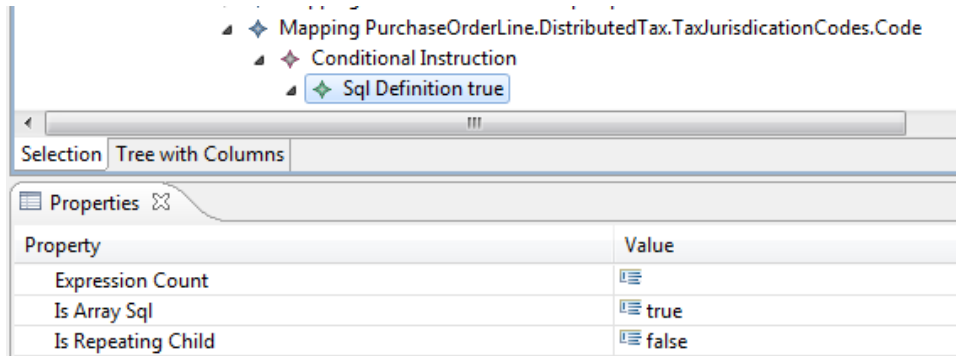 Mapping PurchaseOrderLine.DistributedTax.TaxJurisdicationCodes.Code
Conditional Instruction
Sql Definition true
Selection Tree with Columns
Properties
Property Value
Expression Count
Is Array Sql true
Is Repeating Child false